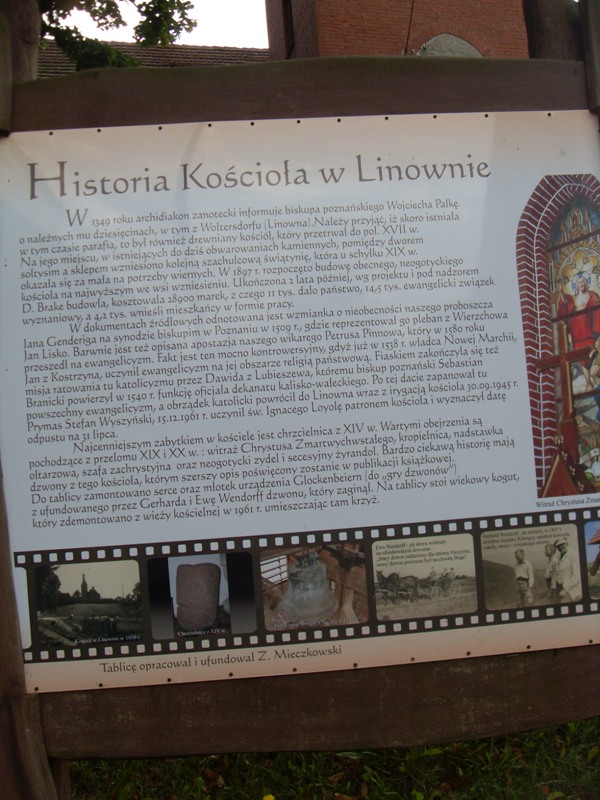 Historia Kościoła w Linownie
W 1349 roku archidiakon zanotecki informuje biskupa poznańskiego Wojciecha Pałkę
o należnych mu dziesięcinach, w tym z Woltersdorfu (Linowna). Należy przyjąć, iż skoro istniała
w tym czasie parafia, to był również drewniany kościół, który przetrwał do poł. XVII w.
Na jego miejscu, w istniejących do dziś obwarowaniach kamiennych, pomiędzy dworem
sołtysim a sklepem wzniesiono kolejną szachulcową świątynię, która u schyłku XIX w.
okazała się za mała na potrzeby wiernych. W 1897 r. rozpoczęto budowę obecnego, neogotyckiego
kościoła na najwyższym we wsi wzniesieniu. Ukończona 2 lata później, wg projektu i pod nadzorem
D. Brake budowla, kosztowała 28900 marek, z czego 11 tys. dało państwo, 14,5 tys. ewangelicki związek
wyznaniowy, a 4,2 tys. wnieśli mieszkańcy w formie pracy.
W dokumentach źródłowych odnotowana jest wzmianka o nieobecności naszego proboszcza
Jana Genderiga na synodzie biskupim w Poznaniu w 1509 r., gdzie reprezentował go pleban z Wierzchowa
Jan Lisko. Barwnie jest też opisana apostazja naszego wikarego Petrusa Pinnowa, który w 1580 roku
przeszedł na ewangelicyzm. Fakt jest ten mocno kontrowersyjny, gdyż już w 1538 r. władca Nowej Marchii,
Jan z Kostrzyna, uczynił ewangelicyzm na jej obszarze religią państwową. Fiaskiem zakończyła się też
misja ratowania tu katolicyzmu przez Dawida z Lubieszewa, któremu biskup poznański Sebastian
Branicki powierzył w 1540 r. funkcję oficjała dekanatu kalisko-waleckiego. Po tej dacie zapanował tu
powszechny ewangelicyzm, a obrządek katolicki powrócił do Linowna wraz z irygacją kościoła 30.09.1945 r.
Prymas Stefan Wyszyński, 15.12.1961 r. uczynił św. Ignacego Loyolę patronem kościoła i wyznaczył datę
odpustu na 31 lipca.
Najcenniejszym zabytkiem w kościele jest chrzcielnica z XIV w. Wartymi obejrzenia są
pochodzące z przełomu XIX i XX w. : witraż Chrystusa Zmartwychwstałego, kropielnica, nadstawka
ołtarzowa, szafa zachrystyjna oraz neogotycki zydel i secesyjny żyrandol. Bardzo ciekawą historię mają
dzwony z tego kościoła, którym szerszy opis poświęcony zostanie w publikacji książkowej.
Do tablicy zamontowano serce oraz młotek urządzenia Glockenbeiern (do „gry dzwonów")
z ufundowanego przez Gerharda i Ewę Wendorff dzwonu, który zaginął. Na tablicy stoi wiekowy kogut,
który zdemontowano z wieży kościelnej w 1961 r. umieszczając tam krzyż.
Witraż Chrystusa Zma
Kościół w Linownie w 1930 r.
Chrzcielnica z XIV w.
Ewa Wendorff
Gerhard Wendorff
Tablicę opracował i ufundował Z. Mieczkowski